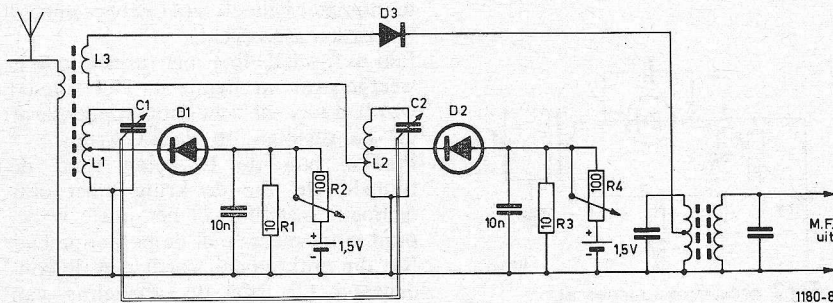 D3
L3
C1
D1
C2
D2
L1
L2
100
R2
100
R4
10n
10
R1
10n
10
R3
+
1,5V
-
+
1,5V
-
M.F.
uit
1180-8